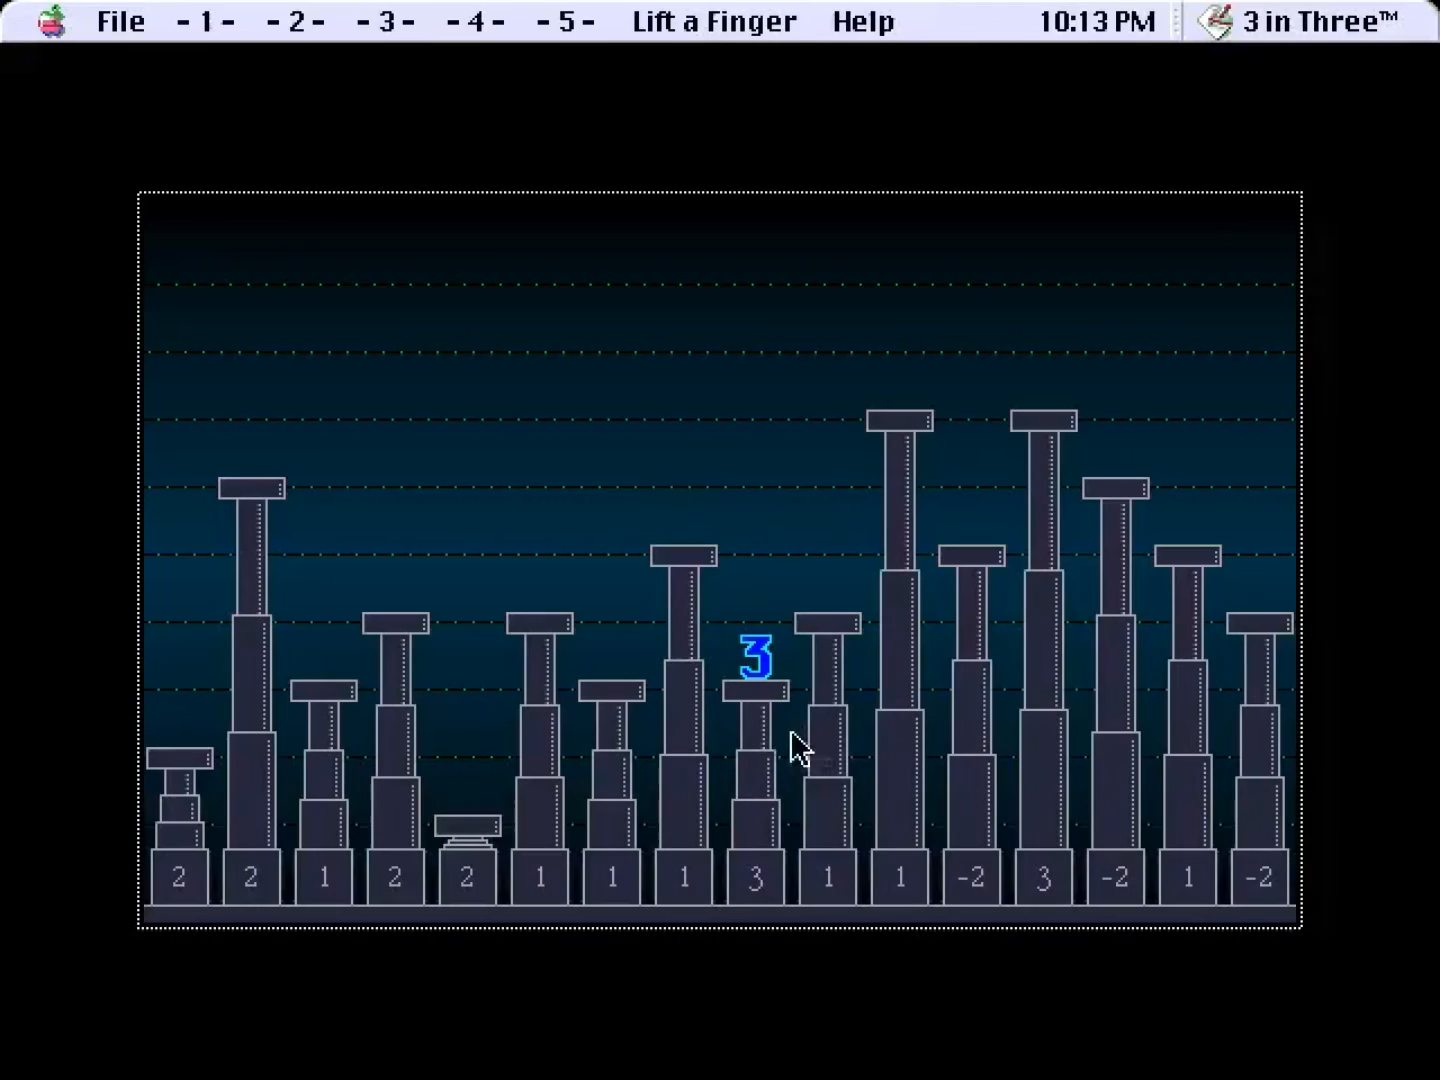 File - 1 - - 2 - - 3 - - 4 - - 5 - Lift a Finger Help 10:13 PM 3 in Three™
3
2 2 1 2 2 1 1 1 3 1 1 -2 3 -2 1 -2